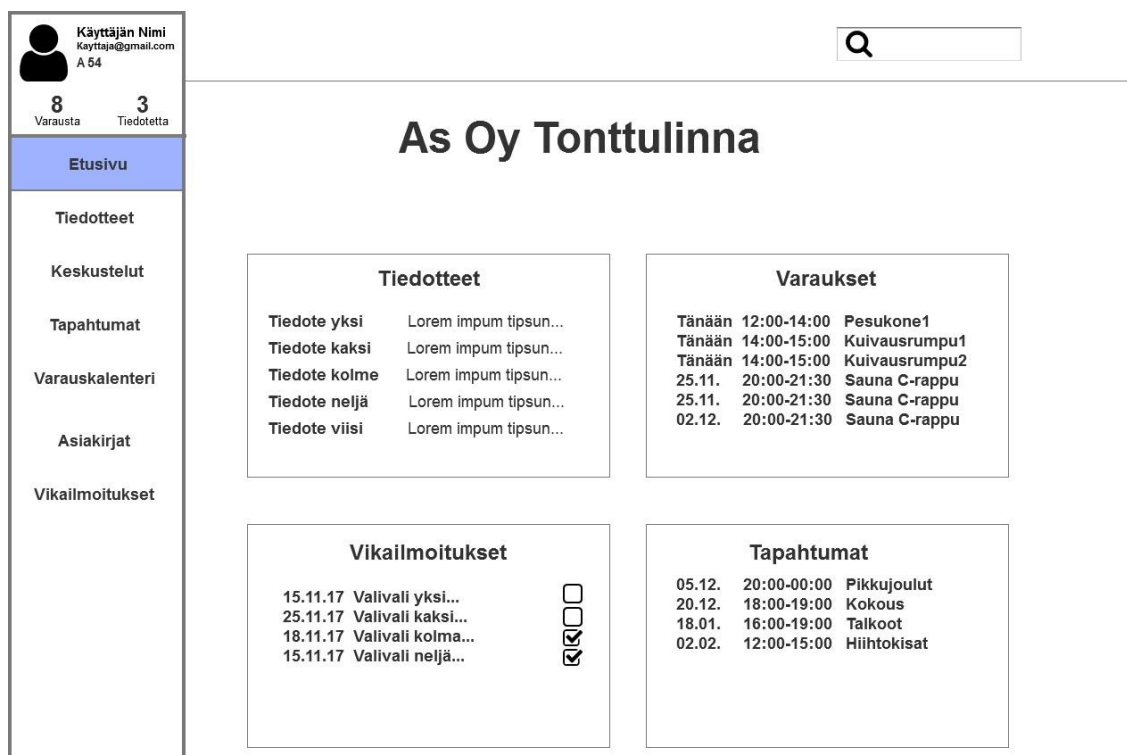 Käyttäjän Nimi
Kayttaja@gmail.com
A 54
8 3
Varausta Tiedotetta
Etusivu
Tiedotteet
Keskustelut
Tapahtumat
Varauskalenteri
Asiakirjat
Vikailmoitukset
As Oy Tonttulinna
Tiedotteet
Tiedote yksi Lorem impum tipsun...
Tiedote kaksi Lorem impum tipsun...
Tiedote kolme Lorem impum tipsun...
Tiedote neljä Lorem impum tipsun...
Tiedote viisi Lorem impum tipsun...
Varaukset
Tänään 12:00-14:00 Pesukone1
Tänään 14:00-15:00 Kuivausrumpu1
Tänään 14:00-15:00 Kuivausrumpu2
25.11. 20:00-21:30 Sauna C-rappu
25.11. 20:00-21:30 Sauna C-rappu
02.12. 20:00-21:30 Sauna C-rappu
Vikailmoitukset
15.11.17 Valivali yksi...
25.11.17 Valivali kaksi...
18.11.17 Valivali kolma...
15.11.17 Valivali neljä...
Tapahtumat
05.12. 20:00-00:00 Pikkujoulut
20.12. 18:00-19:00 Kokous
18.01. 16:00-19:00 Talkoot
02.02. 12:00-15:00 Hiihtokisat